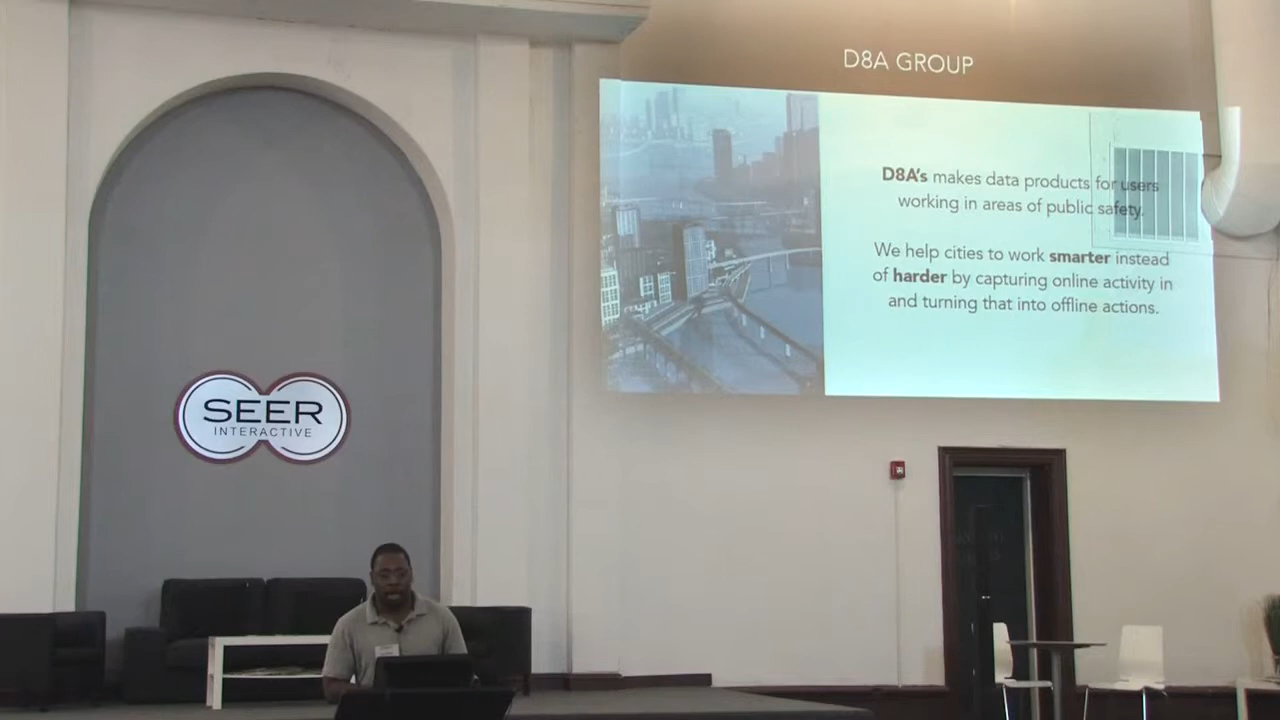 D8A GROUP
D8A's makes data products for users
working in areas of public safety.
We help cities to work smarter instead
of harder by capturing online activity in
and turning that into offline actions.
SEER
INTERACTIVE